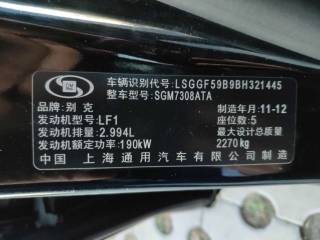 车辆识别代号:LSGGF59B9BH321445
整车型号:SGM7308ATA
品牌:别克 制造年月:11-12
发动机型号:LF1 座位数:5
发动机排量:2.994L 最大设计总质量
发动机额定功率:190kW 2270kg
中国 上海通用汽车有限公司制造